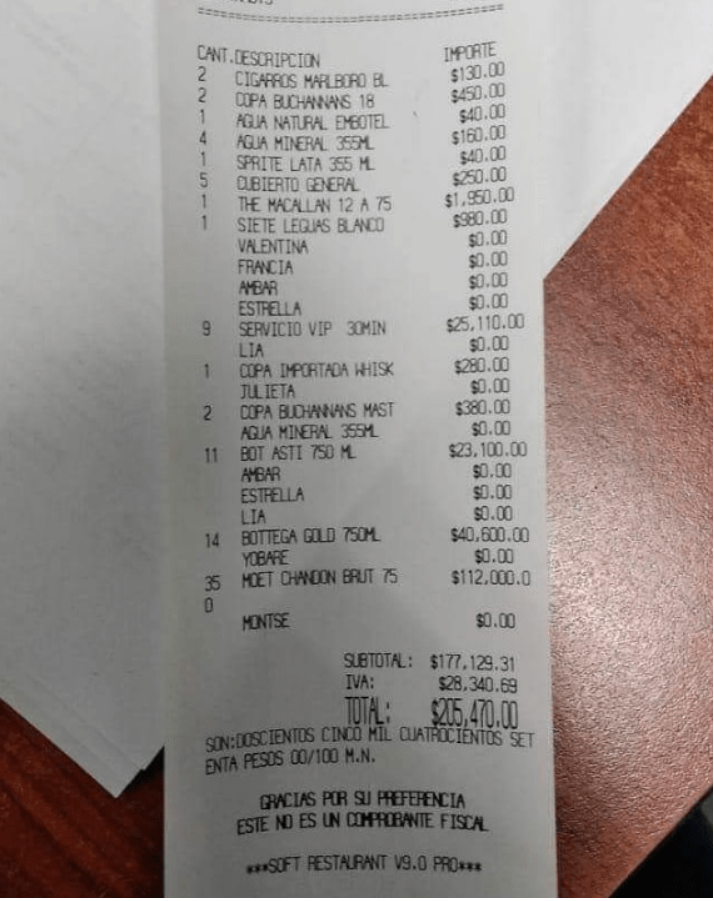 CANT.DESCRIPCION IMPORTE
2 CIGARROS MARLBORO BL $130.00
2 COPA BUCHANNANS 18 $450.00
1 AGUA NATURAL EMBOTEL $40.00
4 AGUA MINERAL 355ML $160.00
1 SPRITE LATA 355 ML $40.00
5 CUBIERTO GENERAL $250.00
1 THE MACALLAN 12 A 75 $1,950.00
1 SIETE LEGUAS BLANCO $980.00
VALENTINA $0.00
FRANCIA $0.00
AMBAR $0.00
ESTRELLA $0.00
9 SERVICIO VIP 30MIN $25,110.00
LIA $0.00
1 COPA IMPORTADA WHISK $280.00
JULIETA $0.00
2 COPA BUCHANNANS MAST $380.00
AGUA MINERAL 355ML $0.00
11 BOT ASTI 750 ML $23,100.00
AMBAR $0.00
ESTRELLA $0.00
LIA $0.00
14 BOTTEGA GOLD 750ML $40,600.00
YOBARE $0.00
35 MOET CHANDON BRUT 75 $112,000.0
0
MONTSE $0.00
SUBTOTAL: $177,129.31
IVA: $28,340.69
TOTAL: $205,470.00
SON:DOSCIENTOS CINCO MIL CUATROCIENTOS SET
ENTA PESOS 00/100 M.N.
GRACIAS POR SU PREFERENCIA
ESTE NO ES UN COMPROBANTE FISCAL
***SOFT RESTAURANT V9.0 PRO***